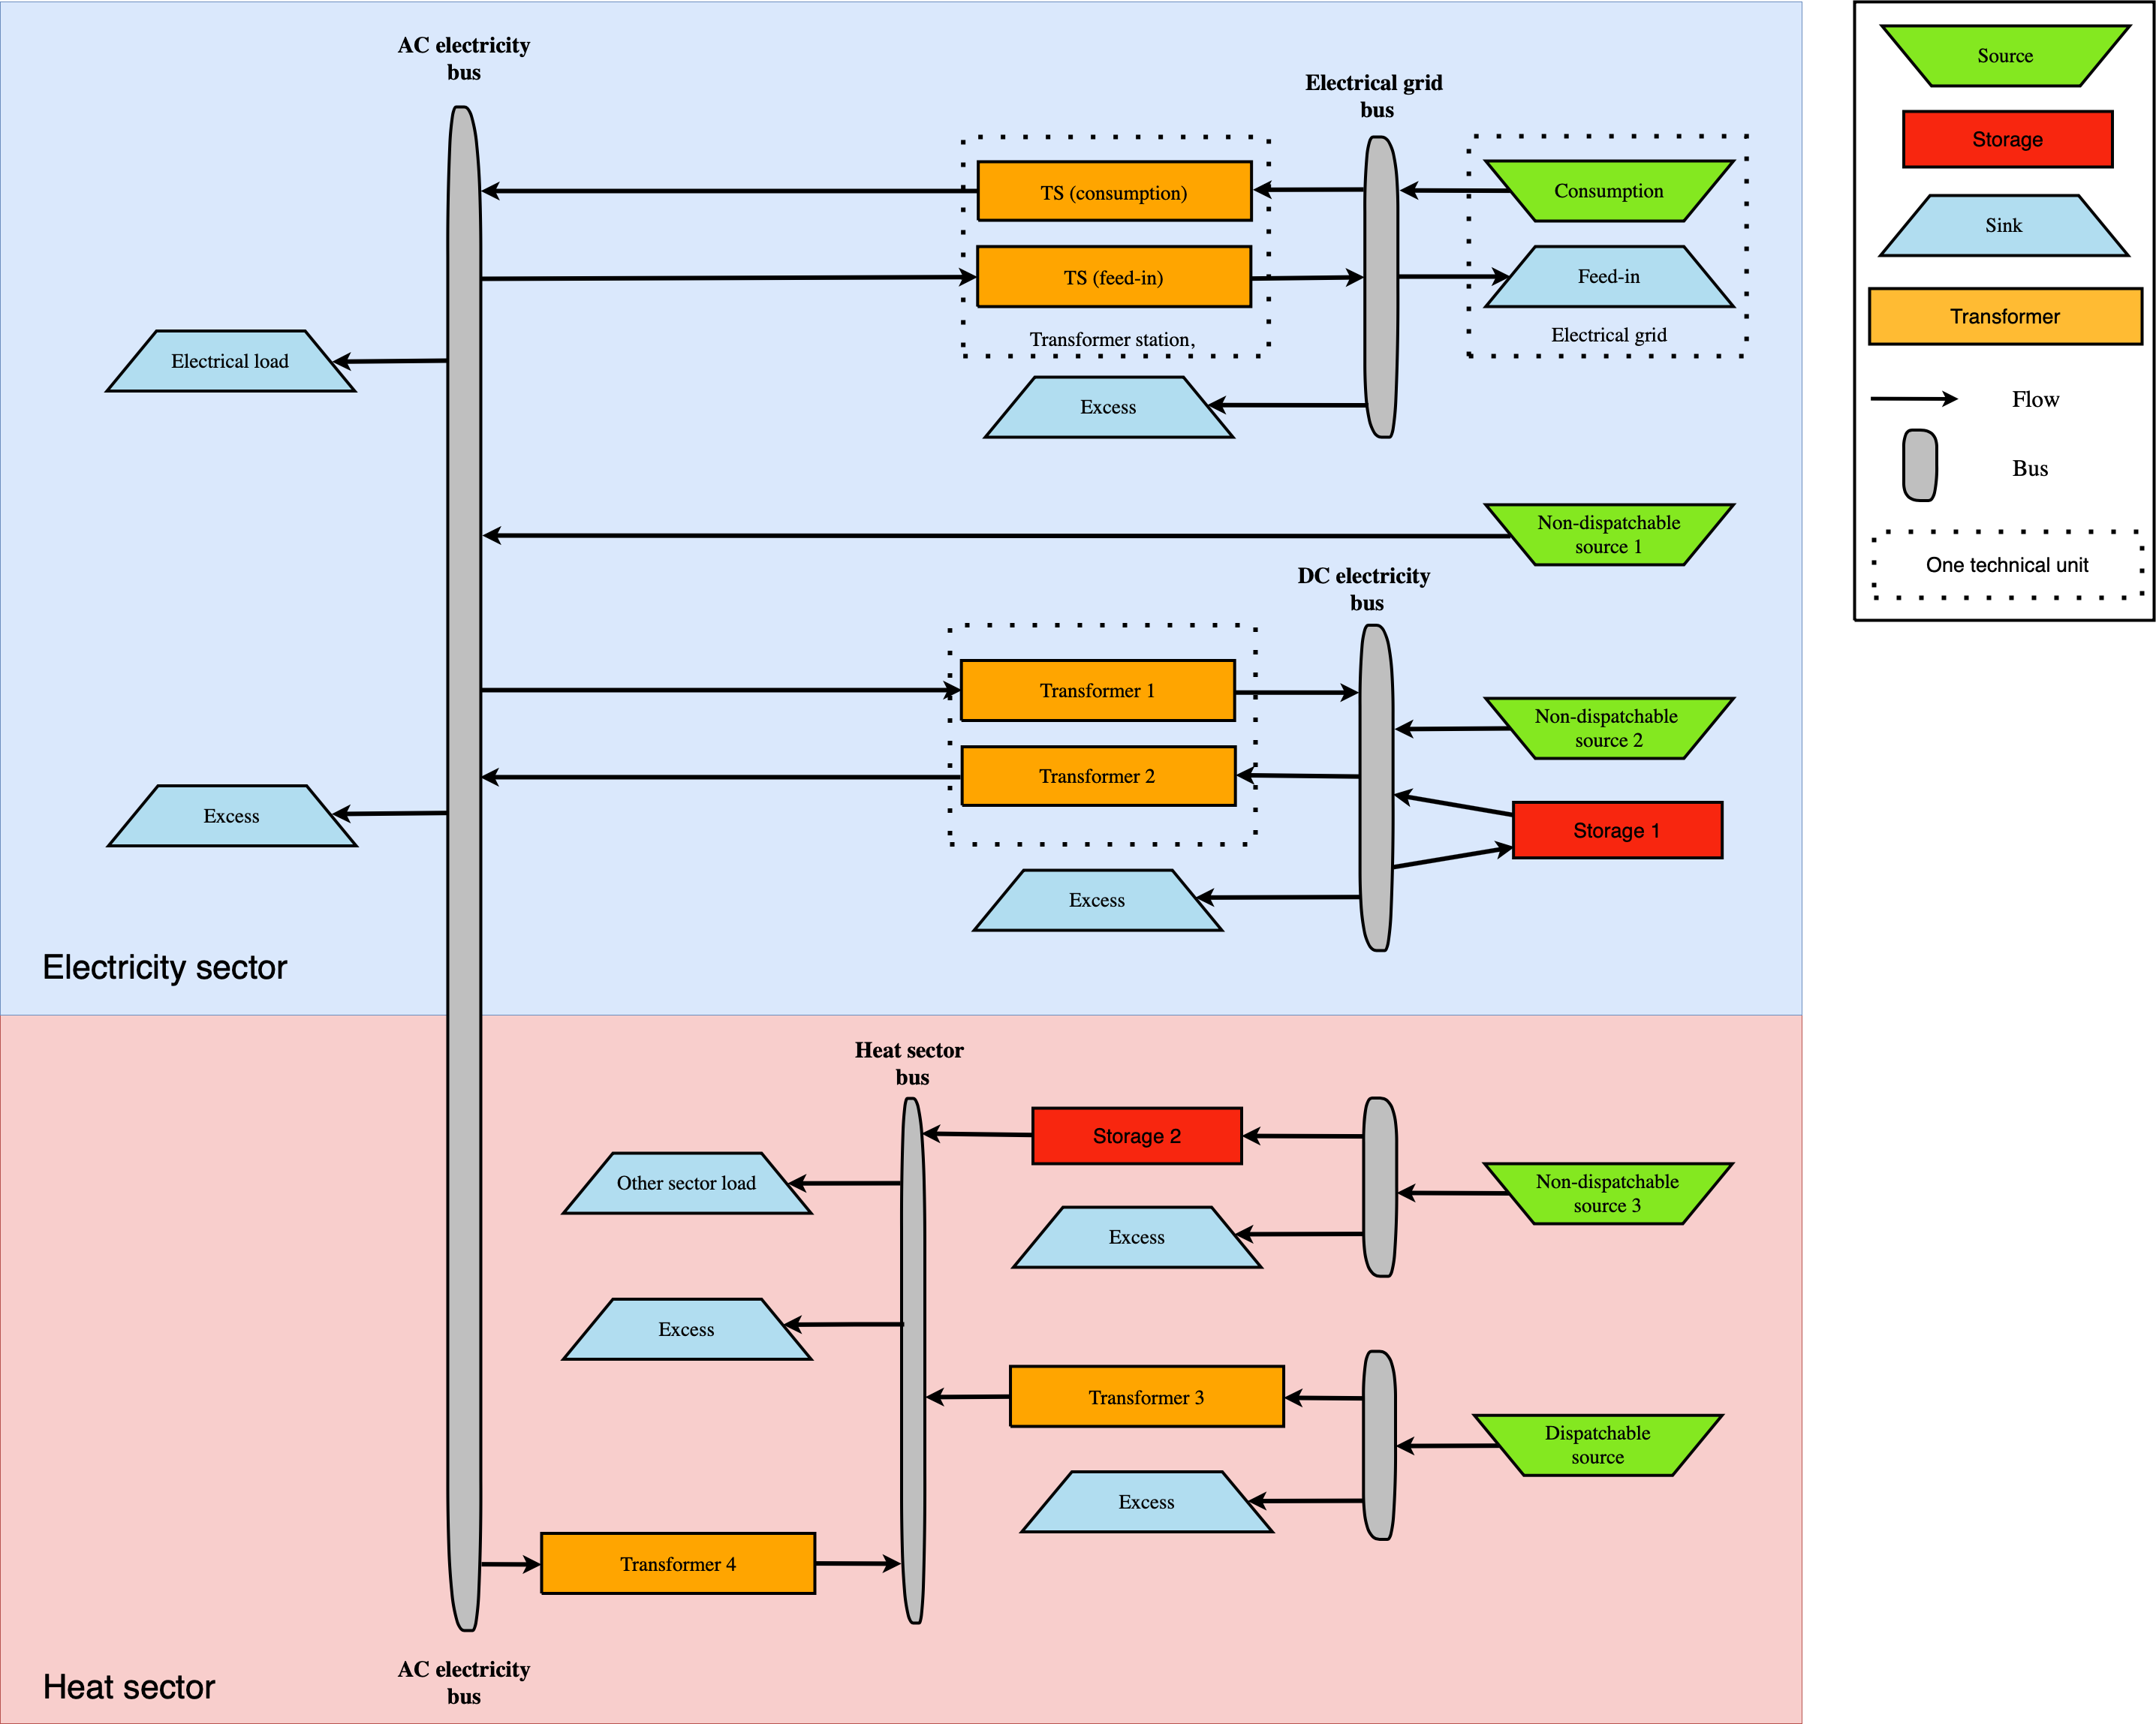 AC electricity
bus
Electrical grid
bus
TS (consumption)
Consumption
TS (feed-in)
Feed-in
Transformer station,
Electrical grid
Electrical load
Excess
Non-dispatchable
source 1
DC electricity
bus
Transformer 1
Non-dispatchable
source 2
Transformer 2
Storage 1
Excess
Excess
Electricity sector
Heat sector
bus
Storage 2
Other sector load
Non-dispatchable
source 3
Excess
Excess
Transformer 3
Dispatchable
source
Excess
Transformer 4
AC electricity
bus
Heat sector
Source
Storage
Sink
Transformer
Flow
Bus
One technical unit